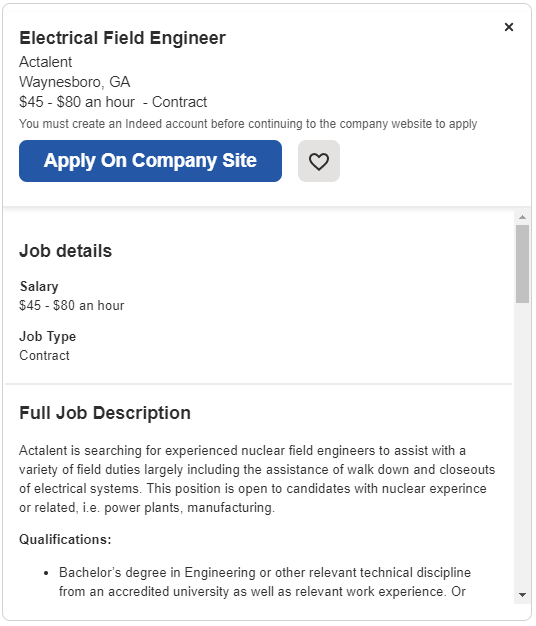 Electrical Field Engineer
Actalent
Waynesboro, GA
$45 - $80 an hour - Contract
You must create an Indeed account before continuing to the company website to apply
Apply On Company Site
Job details
Salary
$45 - $80 an hour
Job Type
Contract
Full Job Description
Actalent is searching for experienced nuclear field engineers to assist with a
variety of field duties largely including the assistance of walk down and closeouts
of electrical systems. This position is open to candidates with nuclear experince
or related, i.e. power plants, manufacturing.
Qualifications:
• Bachelor's degree in Engineering or other relevant technical discipline
from an accredited university as well as relevant work experience. Or